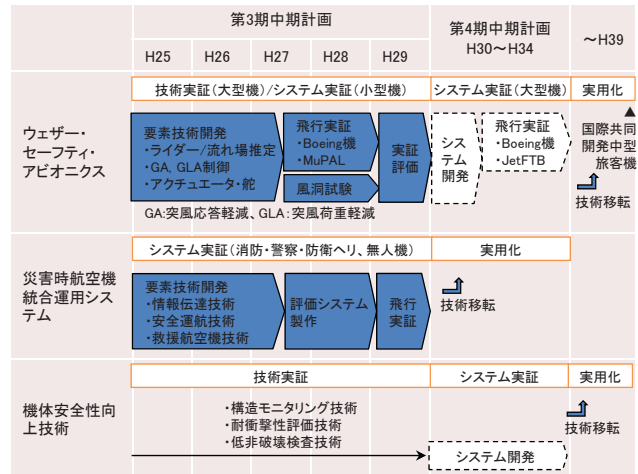 第3期中期計画
第4期中期計画
H30～H34
～H39
H25
H26
H27
H28
H29
ウェザー・
セーフティ・
アビオニクス
技術実証(大型機)/システム実証(小型機)
システム実証(大型機)
実用化
要素技術開発
・ライダー/流れ場推定
・GA, GLA制御
・アクチュエータ・舵
飛行実証
・Boeing機
・MuPAL
風洞試験
実証
評価
シス
テム
開発
飛行実証
・Boeing機
・JetFTB
▲
国際共同
開発中型
旅客機
技術移転
GA:突風応答軽減、GLA:突風荷重軽減
災害時航空機
統合運用シス
テム
システム実証(消防・警察・防衛ヘリ、無人機)
実用化
要素技術開発
・情報伝達技術
・安全運航技術
・救援航空機技術
評価システム
製作
飛行
実証
技術移転
機体安全性向
上技術
技術実証
システム実証
実用化
・構造モニタリング技術
・耐衝撃性評価技術
・低非破壊検査技術
システム開発
技術移転